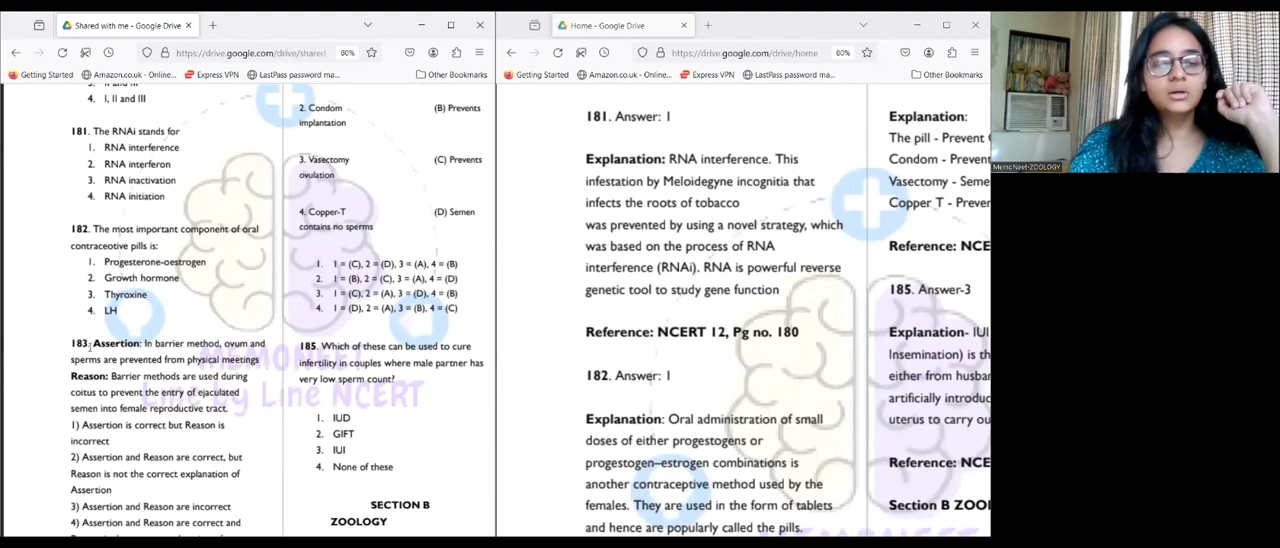 Shared with me - Google Drive
https://drive.google.com/drive/shared
80%
Getting Started
Amazon.co.uk - Online...
Express VPN
LastPass password ma...
Other Bookmarks
4. I, II and III
181. The RNAi stands for
1. RNA interference
2. RNA interferon
3. RNA inactivation
4. RNA initiation
182. The most important component of oral
contraceotive pills is:
1. Progesterone-oestrogen
2. Growth hormone
3. Thyroxine
4. LH
183. Assertion: In barrier method, ovum and
sperms are prevented from physical meetings
Reason: Barrier methods are used during
coitus to prevent the entry of ejaculated
semen into female reproductive tract.
1) Assertion is correct but Reason is
incorrect
2) Assertion and Reason are correct, but
Reason is not the correct explanation of
Assertion
3) Assertion and Reason are incorrect
4) Assertion and Reason are correct and
2. Condom (B) Prevents
implantation
3. Vasectomy (C) Prevents
ovulation
4. Copper-T (D) Semen
contains no sperms
1. 1 = (C), 2 = (D), 3 = (A), 4 = (B)
2. 1 = (B), 2 = (C), 3 = (A), 4 = (D)
3. 1 = (C), 2 = (A), 3 = (D), 4 = (B)
4. 1 = (D), 2 = (A), 3 = (B), 4 = (C)
185. Which of these can be used to cure
infertility in couples where male partner has
very low sperm count?
1. IUD
2. GIFT
3. IUI
4. None of these
SECTION B
ZOOLOGY
MEMONEET
Line by Line NCERT
Home - Google Drive
https://drive.google.com/drive/home
80%
Getting Started
Amazon.co.uk - Online...
Express VPN
LastPass password ma...
Other Bookmarks
181. Answer: 1
Explanation: RNA interference. This
infestation by Meloidegyne incognitia that
infects the roots of tobacco
was prevented by using a novel strategy, which
was based on the process of RNA
interference (RNAi). RNA is powerful reverse
genetic tool to study gene function
Reference: NCERT 12, Pg no. 180
182. Answer: 1
Explanation: Oral administration of small
doses of either progestogens or
progestogen–estrogen combinations is
another contraceptive method used by the
females. They are used in the form of tablets
and hence are popularly called the pills.
Explanation:
The pill - Prevent
Condom - Preven
Vasectomy - Seme
Copper T - Preve
Reference: NCE
185. Answer-3
Explanation- IUI
Insemination) is th
either from husba
artificially introduc
uterus to carry ou
Reference: NCE
Section B ZOO
MemoNeet-ZOOLOGY